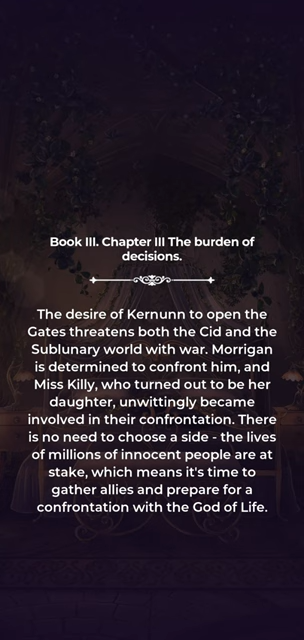 Book III. Chapter III The burden of
decisions.
The desire of Kernunn to open the
Gates threatens both the Cid and the
Sublunary world with war. Morrigan
is determined to confront him, and
Miss Killy, who turned out to be her
daughter, unwittingly became
involved in their confrontation. There
is no need to choose a side - the lives
of millions of innocent people are at
stake, which means it's time to
gather allies and prepare for a
confrontation with the God of Life.